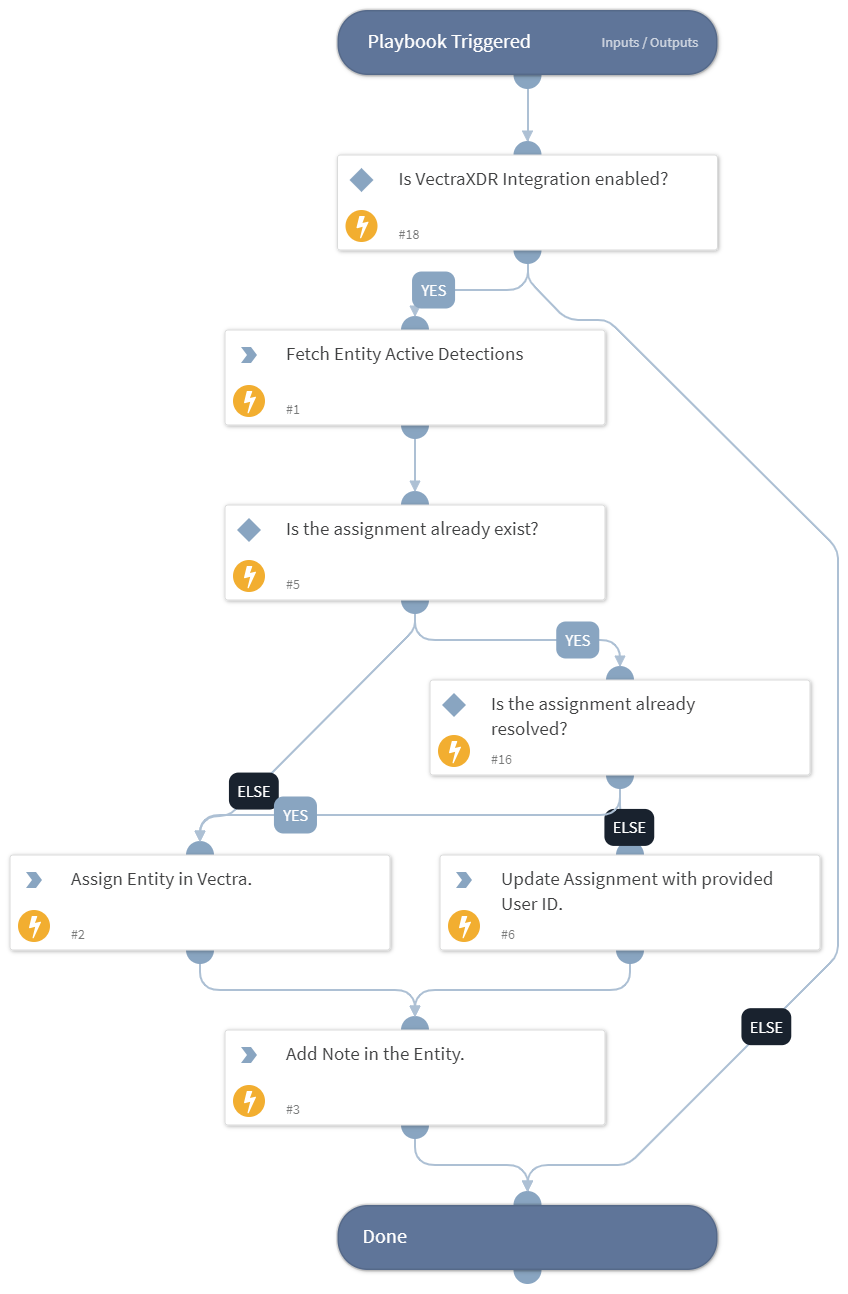 Playbook Triggered
Inputs / Outputs
Is VectraXDR Integration enabled?
#18
YES
Fetch Entity Active Detections
#1
Is the assignment already exist?
#5
YES
Is the assignment already
resolved?
#16
ELSE
YES
ELSE
Assign Entity in Vectra.
#2
Update Assignment with provided
User ID.
#6
ELSE
Add Note in the Entity.
#3
Done